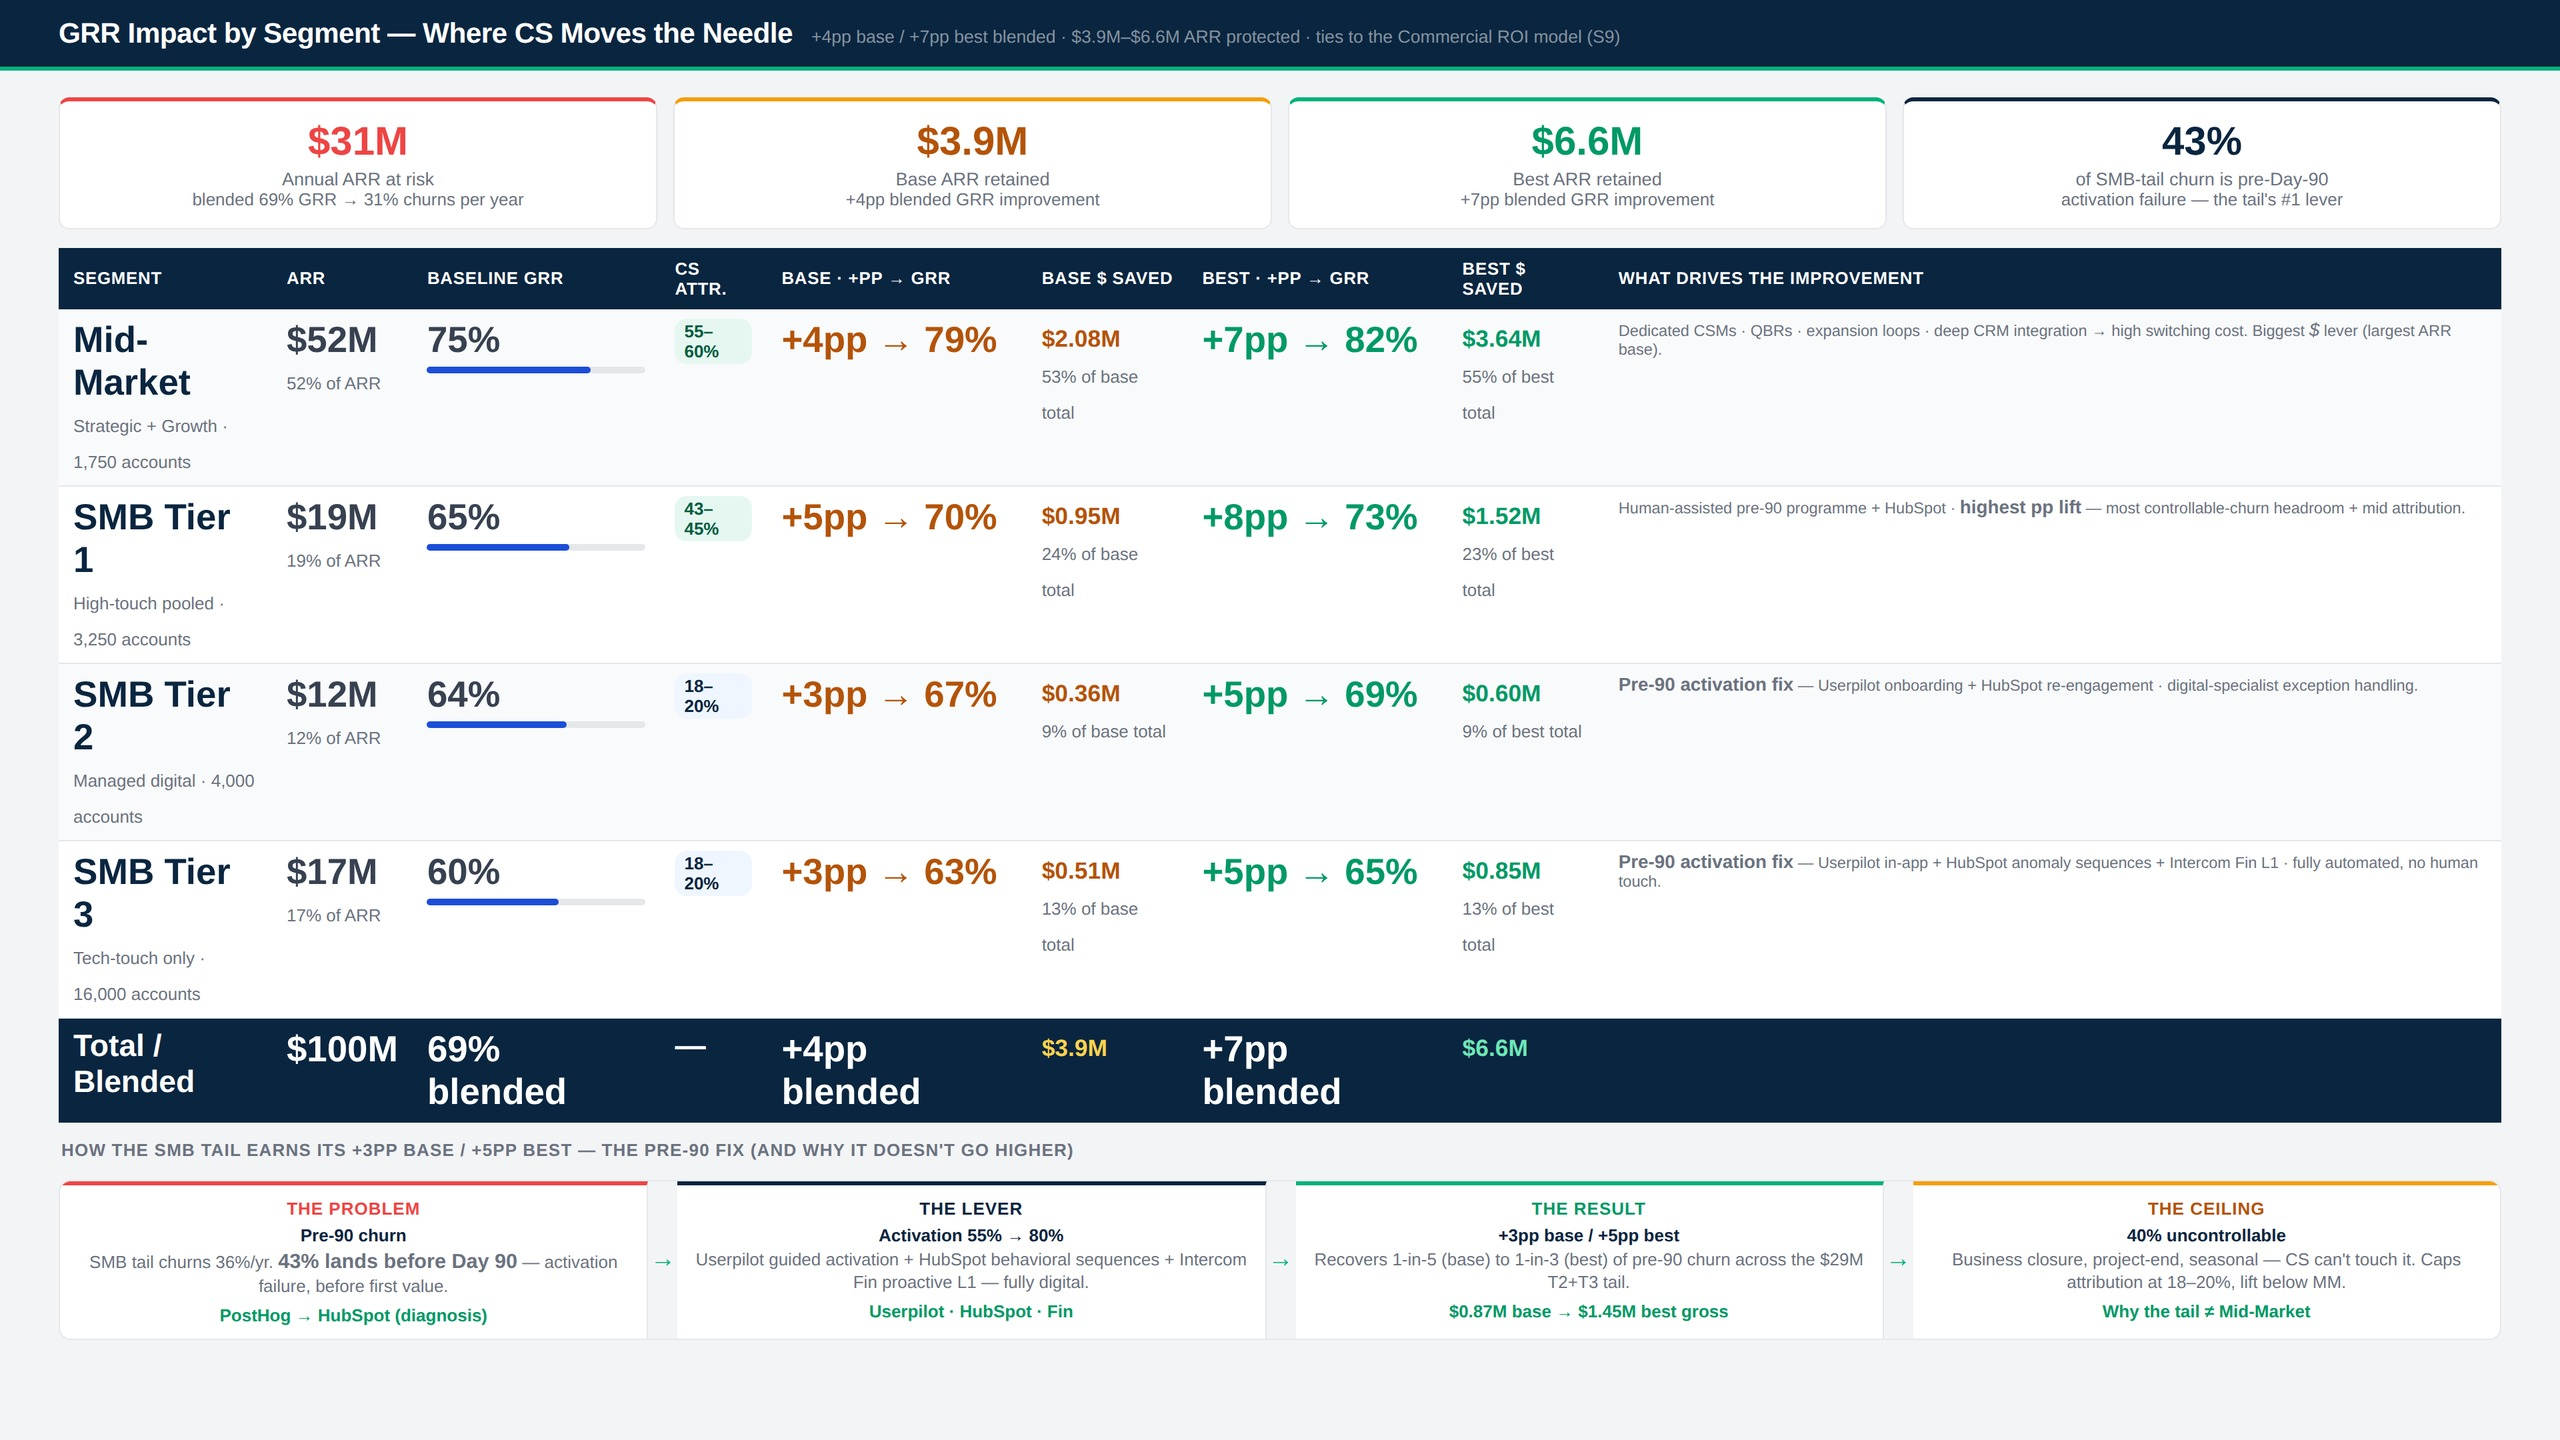 GRR Impact by Segment — Where CS Moves the Needle
+4pp base / +7pp best blended · $3.9M–$6.6M ARR protected · ties to the Commercial ROI model (S9)
$31M
Annual ARR at risk
blended 69% GRR → 31% churns per year
$3.9M
Base ARR retained
+4pp blended GRR improvement
$6.6M
Best ARR retained
+7pp blended GRR improvement
43%
of SMB-tail churn is pre-Day-90
activation failure — the tail's #1 lever
SEGMENT
ARR
BASELINE GRR
CS
ATTR.
BASE · +PP → GRR
BASE $ SAVED
BEST · +PP → GRR
BEST $
SAVED
WHAT DRIVES THE IMPROVEMENT
Mid-
Market
Strategic + Growth ·
1,750 accounts
$52M
52% of ARR
75%
55–
60%
+4pp → 79%
$2.08M
53% of base
total
+7pp → 82%
$3.64M
55% of best
total
Dedicated CSMs · QBRs · expansion loops · deep CRM integration → high switching cost. Biggest $ lever (largest ARR
base).
SMB Tier
1
High-touch pooled ·
3,250 accounts
$19M
19% of ARR
65%
43–
45%
+5pp → 70%
$0.95M
24% of base
total
+8pp → 73%
$1.52M
23% of best
total
Human-assisted pre-90 programme + HubSpot · highest pp lift — most controllable-churn headroom + mid attribution.
SMB Tier
2
Managed digital · 4,000
accounts
$12M
12% of ARR
64%
18–
20%
+3pp → 67%
$0.36M
9% of base total
+5pp → 69%
$0.60M
9% of best total
Pre-90 activation fix — Userpilot onboarding + HubSpot re-engagement · digital-specialist exception handling.
SMB Tier
3
Tech-touch only ·
16,000 accounts
$17M
17% of ARR
60%
18–
20%
+3pp → 63%
$0.51M
13% of base
total
+5pp → 65%
$0.85M
13% of best
total
Pre-90 activation fix — Userpilot in-app + HubSpot anomaly sequences + Intercom Fin L1 · fully automated, no human
touch.
Total /
Blended
$100M
69%
blended
—
+4pp
blended
$3.9M
+7pp
blended
$6.6M
HOW THE SMB TAIL EARNS ITS +3PP BASE / +5PP BEST — THE PRE-90 FIX (AND WHY IT DOESN'T GO HIGHER)
THE PROBLEM
Pre-90 churn
SMB tail churns 36%/yr. 43% lands before Day 90 — activation
failure, before first value.
PostHog → HubSpot (diagnosis)
→
THE LEVER
Activation 55% → 80%
Userpilot guided activation + HubSpot behavioral sequences + Intercom
Fin proactive L1 — fully digital.
Userpilot · HubSpot · Fin
→
THE RESULT
+3pp base / +5pp best
Recovers 1-in-5 (base) to 1-in-3 (best) of pre-90 churn across the $29M
T2+T3 tail.
$0.87M base → $1.45M best gross
→
THE CEILING
40% uncontrollable
Business closure, project-end, seasonal — CS can't touch it. Caps
attribution at 18–20%, lift below MM.
Why the tail ≠ Mid-Market